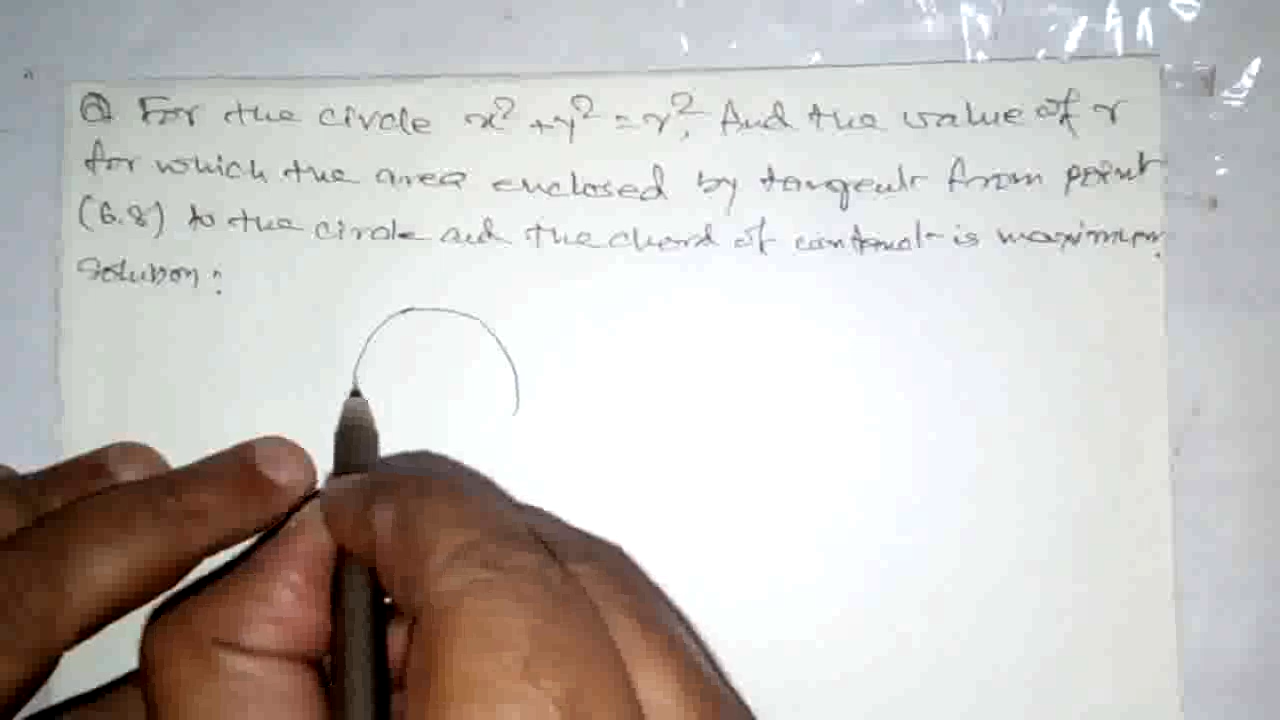 Q For the circle x² + y² = r². And the value of r
for which the area enclosed by tangents from point
(6.8) to the circle and the chord of contact is maximum.
Solution: